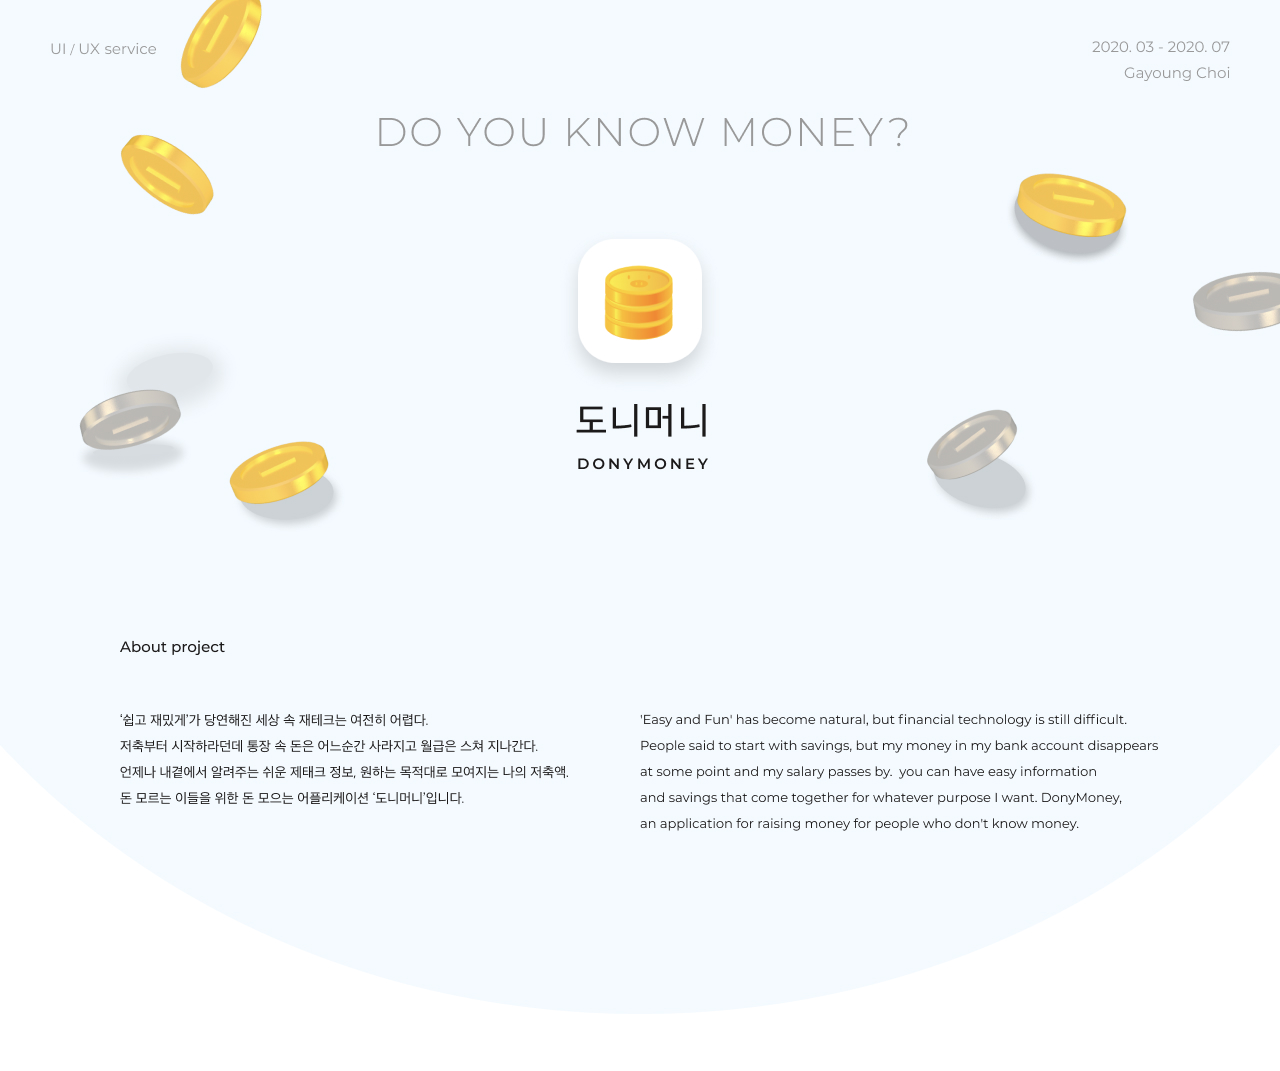 UI / UX service
2020. 03 - 2020. 07
Gayoung Choi
DO YOU KNOW MONEY?
도니머니
DONYMONEY
About project
‘쉽고 재밌게’가 당연해진 세상 속 재테크는 여전히 어렵다.
저축부터 시작하라던데 통장 속 돈은 어느순간 사라지고 월급은 스쳐 지나간다.
언제나 내곁에서 알려주는 쉬운 제태크 정보, 원하는 목적대로 모여지는 나의 저축액.
돈 모르는 이들을 위한 돈 모으는 어플리케이션 ‘도니머니’입니다.
'Easy and Fun' has become natural, but financial technology is still difficult.
People said to start with savings, but my money in my bank account disappears
at some point and my salary passes by.  you can have easy information
and savings that come together for whatever purpose I want. DonyMoney,
an application for raising money for people who don't know money.